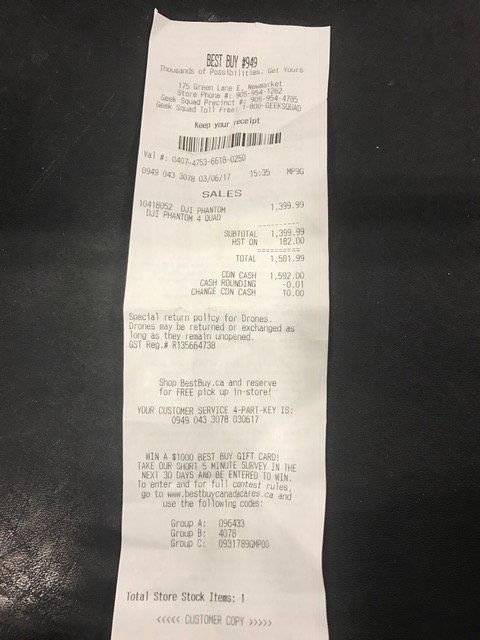 BEST BUY #949
Thousands of Possibilities, Get Yours
175 Green Lane E, Newmarket
Store Phone #: 905-954-1262
Geek Squad Precinct #: 905-954-4785
Geek Squad Toll Free: 1-800-GEEKSQUAD
Keep your receipt
Val #: 0407-4753-6618-0250
0949 043 3078 03/06/17 15:35 MP9G
SALES
10418052 DJI PHANTOM 1,399.99
DJI PHANTOM 4 QUAD
SUBTOTAL 1,399.99
HST ON 182.00
TOTAL 1,581.99
CDN CASH 1,592.00
CASH ROUNDING -0.01
CHANGE CDN CASH 10.00
Special return policy for Drones.
Drones may be returned or exchanged as
long as they remain unopened.
GST Reg.# R135664738
Shop BestBuy.ca and reserve
for FREE pick up in-store!
YOUR CUSTOMER SERVICE 4-PART-KEY IS:
0949 043 3078 030617
WIN A $1000 BEST BUY GIFT CARD!
TAKE OUR SHORT 5 MINUTE SURVEY IN THE
NEXT 30 DAYS AND BE ENTERED TO WIN.
To enter and for full contest rules,
go to www.bestbuycanadacares.ca and
use the following codes:
Group A: 096433
Group B: 4078
Group C: 0931789GMP00
Total Store Stock Items: 1
<<<<< CUSTOMER COPY >>>>>